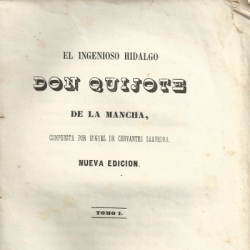 EL INGENIOSO HIDALGO
DON QUIJOTE
DE LA MANCHA,
COMPUESTA POR MIGUEL DE CERVANTES SAAVEDRA.
NUEVA EDICION.
TOMO I.